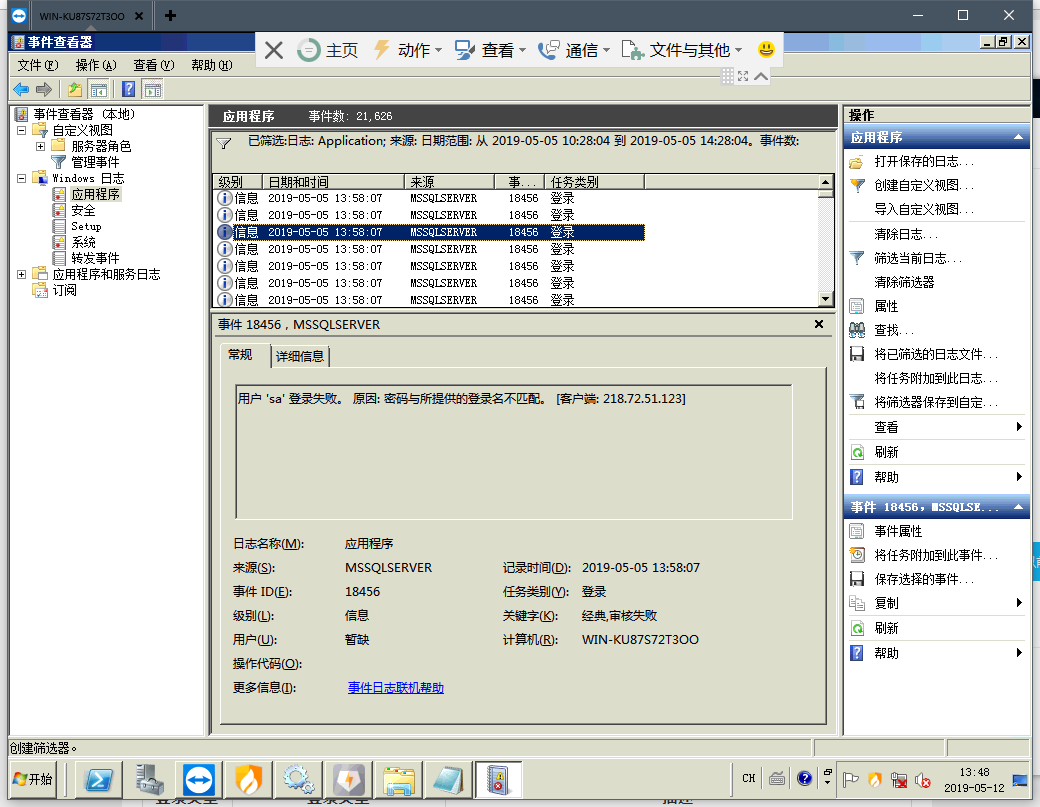 WIN-KU87S72T3OO
事件查看器
主页 动作 查看 通信 文件与其他
文件(F) 操作(A) 查看(V) 帮助(H)
事件查看器 (本地)
自定义视图
服务器角色
管理事件
Windows 日志
应用程序
安全
Setup
系统
转发事件
应用程序和服务日志
订阅
应用程序 事件数: 21,626
已筛选:日志: Application; 来源: 日期范围: 从 2019-05-05 10:28:04 到 2019-05-05 14:28:04。事件数:
级别 日期和时间 来源 事... 任务类别
信息 2019-05-05 13:58:07 MSSQLSERVER 18456 登录
信息 2019-05-05 13:58:07 MSSQLSERVER 18456 登录
信息 2019-05-05 13:58:07 MSSQLSERVER 18456 登录
信息 2019-05-05 13:58:07 MSSQLSERVER 18456 登录
信息 2019-05-05 13:58:07 MSSQLSERVER 18456 登录
信息 2019-05-05 13:58:07 MSSQLSERVER 18456 登录
信息 2019-05-05 13:58:07 MSSQLSERVER 18456 登录
事件 18456，MSSQLSERVER
常规 详细信息
用户 'sa' 登录失败。 原因: 密码与所提供的登录名不匹配。 [客户端: 218.72.51.123]
日志名称(M): 应用程序
来源(S): MSSQLSERVER 记录时间(D): 2019-05-05 13:58:07
事件 ID(E): 18456 任务类别(Y): 登录
级别(L): 信息 关键字(K): 经典,审核失败
用户(U): 暂缺 计算机(R): WIN-KU87S72T3OO
操作代码(O):
更多信息(I): 事件日志联机帮助
操作
应用程序
打开保存的日志...
创建自定义视图...
导入自定义视图...
清除日志...
筛选当前日志...
清除筛选器
属性
查找...
将已筛选的日志文件...
将任务附加到此日志...
将筛选器保存到自定...
查看
刷新
帮助
事件 18456，MSSQLSE...
事件属性
将任务附加到此事件...
保存选择的事件...
复制
刷新
帮助
创建筛选器。
开始
CH
13:48
2019-05-12